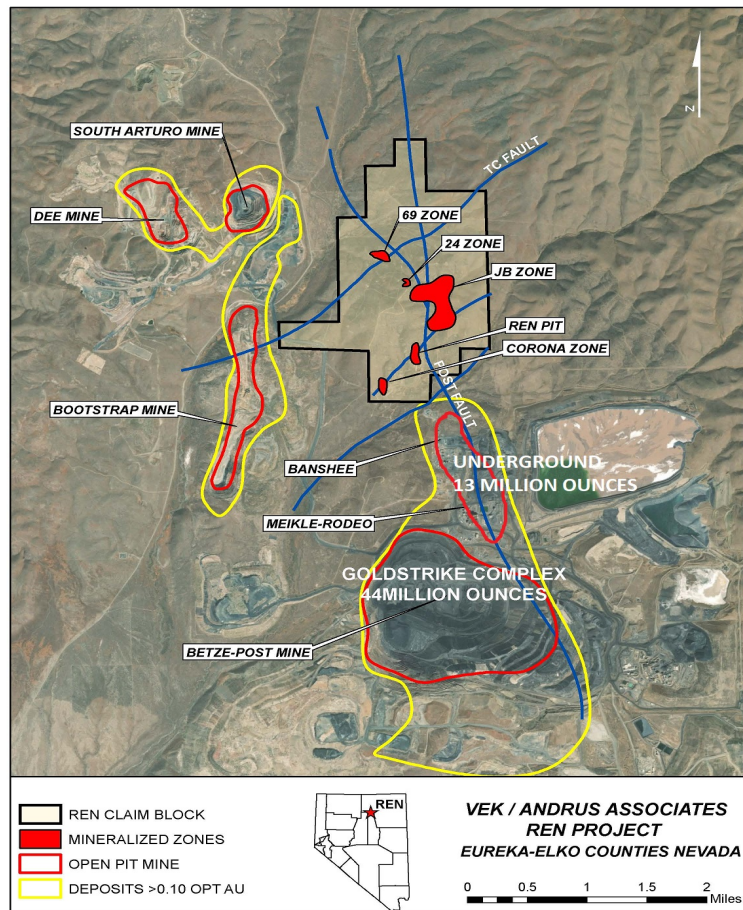 SOUTH ARTURO MINE
DEE MINE
TC FAULT
69 ZONE
24 ZONE
JB ZONE
REN PIT
CORONA ZONE
POST FAULT
BOOTSTRAP MINE
BANSHEE
UNDERGROUND
13 MILLION OUNCES
MEIKLE-RODEO
GOLDSTRIKE COMPLEX
44MILLION OUNCES
BETZE-POST MINE
N
REN CLAIM BLOCK
MINERALIZED ZONES
OPEN PIT MINE
DEPOSITS >0.10 OPT AU
REN
VEK / ANDRUS ASSOCIATES
REN PROJECT
EUREKA-ELKO COUNTIES NEVADA
0 0.5 1 1.5 2
Miles